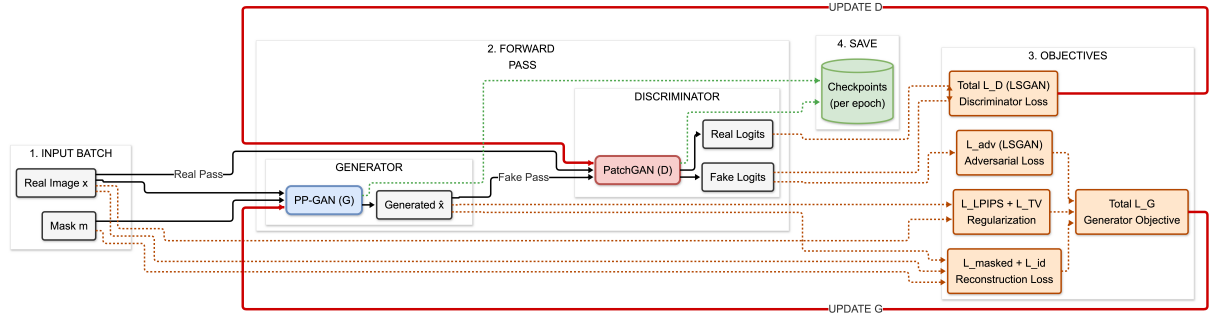 UPDATE D
2. FORWARD
PASS
4. SAVE
3. OBJECTIVES
Checkpoints
(per epoch)
Total L_D (LSGAN)
Discriminator Loss
DISCRIMINATOR
Real Logits
L_adv (LSGAN)
Adversarial Loss
1. INPUT BATCH
Real Pass
GENERATOR
Fake Pass
PatchGAN (D)
Fake Logits
Real Image x
PP-GAN (G)
Generated x̂
L_LPIPS + L_TV
Regularization
Total L_G
Generator Objective
Mask m
L_masked + L_id
Reconstruction Loss
UPDATE G